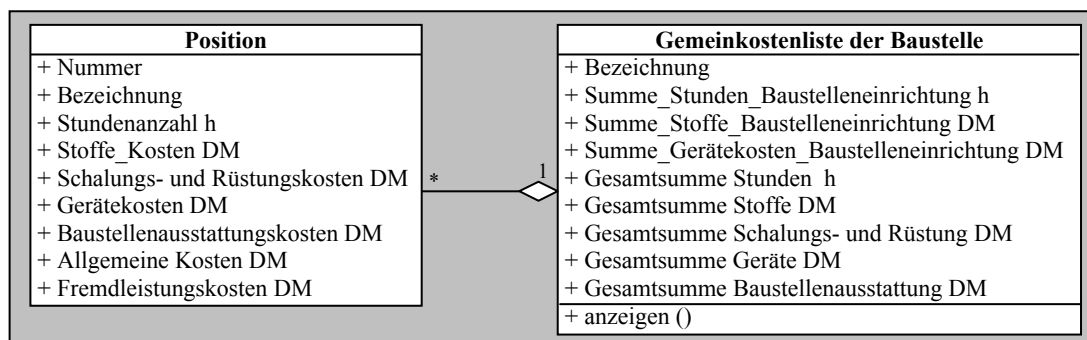 Position
+ Nummer
+ Bezeichnung
+ Stundenanzahl h
+ Stoffe_Kosten DM
+ Schalungs- und Rüstungskosten DM
+ Gerätekosten DM
+ Baustellenausstattungskosten DM
+ Allgemeine Kosten DM
+ Fremdleistungskosten DM
*
1
Gemeinkostenliste der Baustelle
+ Bezeichnung
+ Summe_Stunden_Baustelleneinrichtung h
+ Summe_Stoffe_Baustelleneinrichtung DM
+ Summe_Gerätekosten_Baustelleneinrichtung DM
+ Gesamtsumme Stunden  h
+ Gesamtsumme Stoffe DM
+ Gesamtsumme Schalungs- und Rüstung DM
+ Gesamtsumme Geräte DM
+ Gesamtsumme Baustellenausstattung DM
+ anzeigen ()